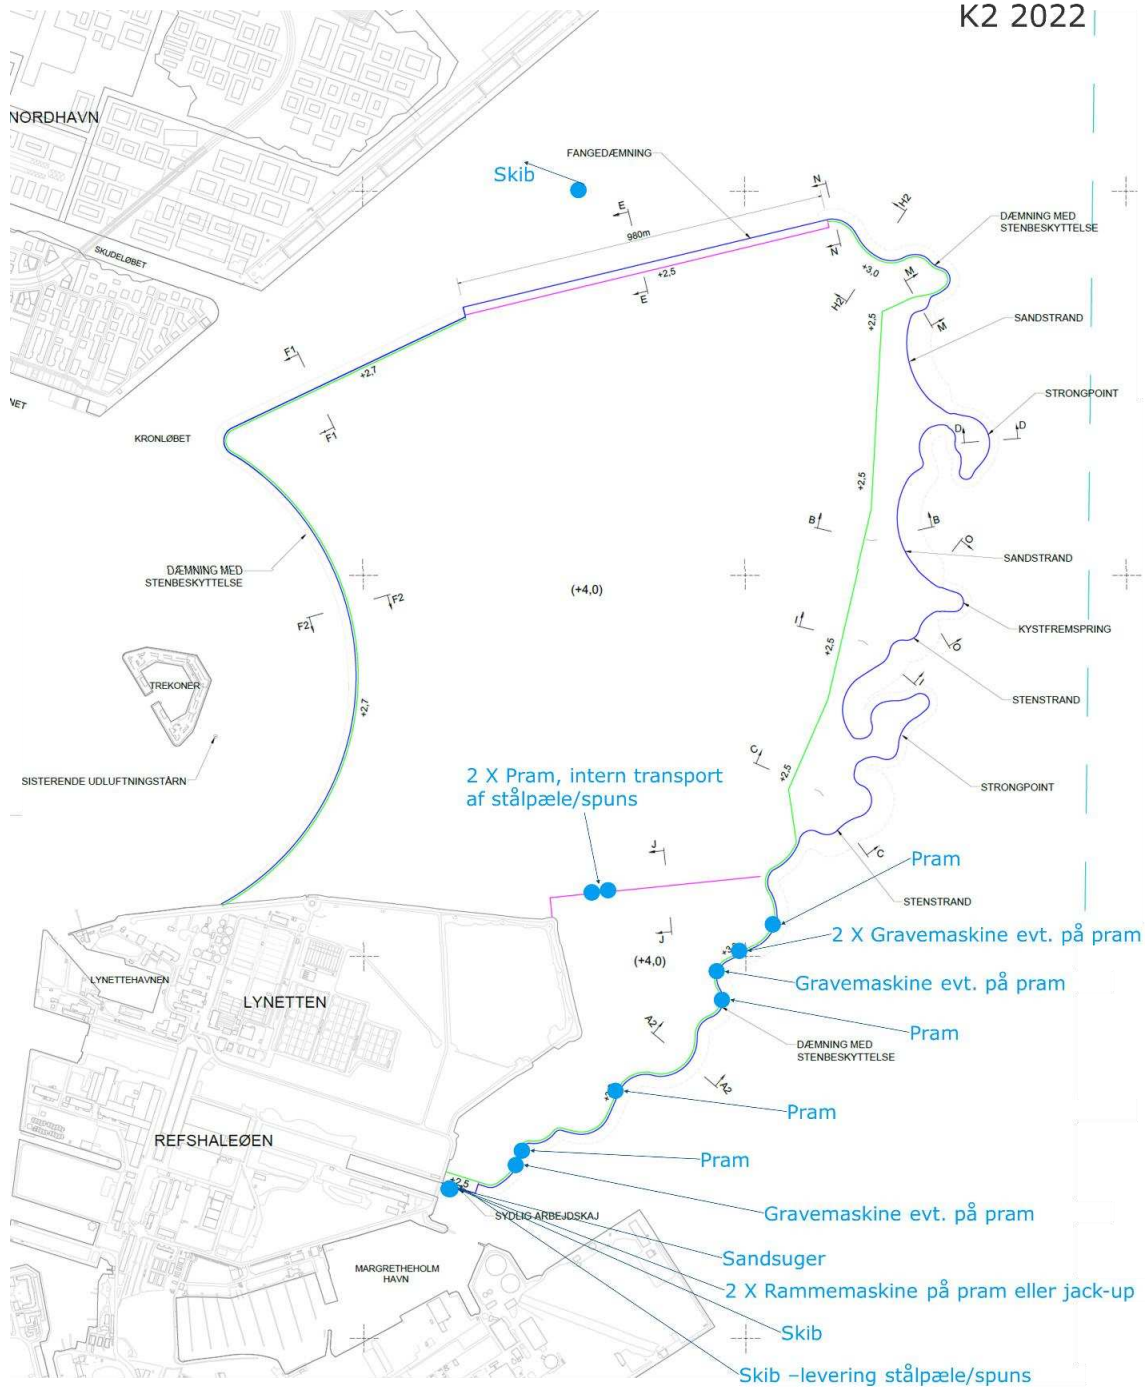 K2 2022
NORDHAVN
FANGEDÆMNING
Skib
N
E
H2
980m
DÆMNING MED
STENBESKYTTELSE
SKUDELØBET
N
+3,0
M
+2,5
E
H2
SANDSTRAND
+2,5
M
F1
+2,7
STRONGPOINT
NET
F1
D
D
KRONLØBET
+2,5
B
B
O
SANDSTRAND
DÆMNING MED
STENBESKYTTELSE
(+4,0)
F2
F2
I
KYSTFREMSPRING
O
+2,5
I
TREKONER
STENSTRAND
+2,7
C
SISTERENDE UDLUFTNINGSTÅRN
2 X Pram, intern transport
af stålpæle/spuns
+2,5
STRONGPOINT
J
C
Pram
STENSTRAND
J
2 X Gravemaskine evt. på pram
(+4,0)
LYNETTEHAVNEN
LYNETTEN
Gravemaskine evt. på pram
A2
Pram
DÆMNING MED
STENBESKYTTELSE
A2
Pram
REFSHALEØEN
Pram
+2,5
SYDLIG ARBEJDSKAJ
Gravemaskine evt. på pram
Sandsuger
MARGRETHEHOLM
HAVN
2 X Rammemaskine på pram eller jack-up
Skib
Skib –levering stålpæle/spuns